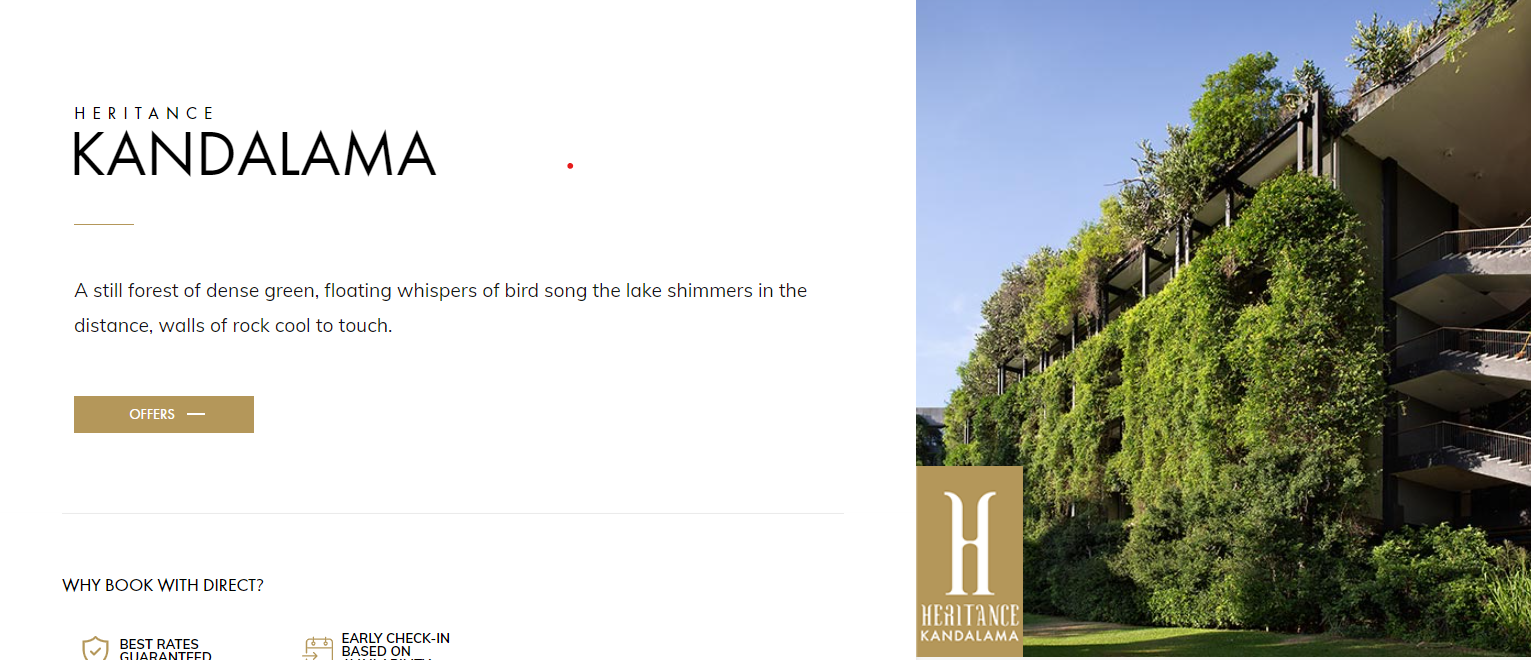 HERITANCE
KANDALAMA
A still forest of dense green, floating whispers of bird song the lake shimmers in the
distance, walls of rock cool to touch.
OFFERS
WHY BOOK WITH DIRECT?
BEST RATES
GUARANTEED
EARLY CHECK-IN
BASED ON
AVAILABILITY
HERITANCE
KANDALAMA